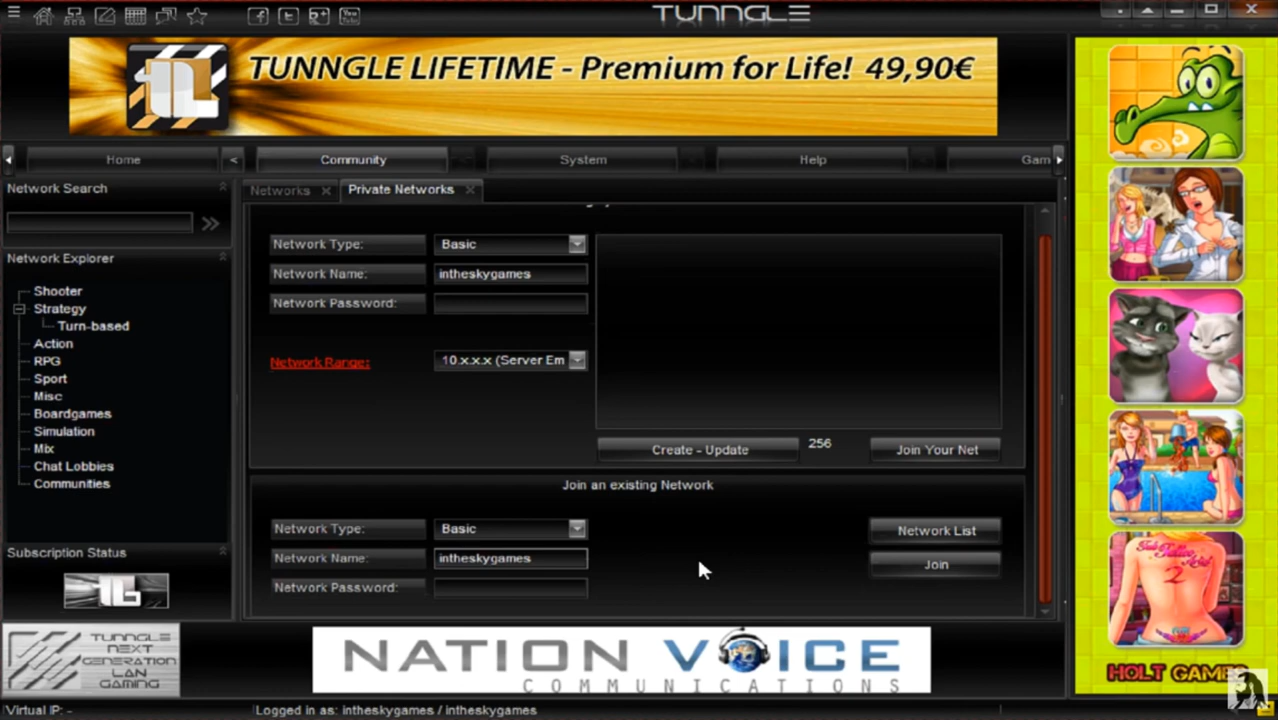 TUNNGLE
TUNNGLE LIFETIME - Premium for Life! 49,90€
Home
<
Community
System
Help
Gam
Network Search
Networks
Private Networks
Network Type:
Basic
Network Name:
intheskygames
Network Password:
Network Range:
10.x.x.x (Server Em
Create - Update
256
Join Your Net
Network Explorer
Shooter
Strategy
Turn-based
Action
RPG
Sport
Misc
Boardgames
Simulation
Mix
Chat Lobbies
Communities
Join an existing Network
Network Type:
Basic
Network List
Network Name:
intheskygames
Join
Network Password:
Subscription Status
TUNNGLE
NEXT
GENERATION
LAN
GAMING
NATION VOICE
COMMUNICATIONS
2
HOLT GAMES
Virtual IP: -
Logged in as: intheskygames / intheskygames